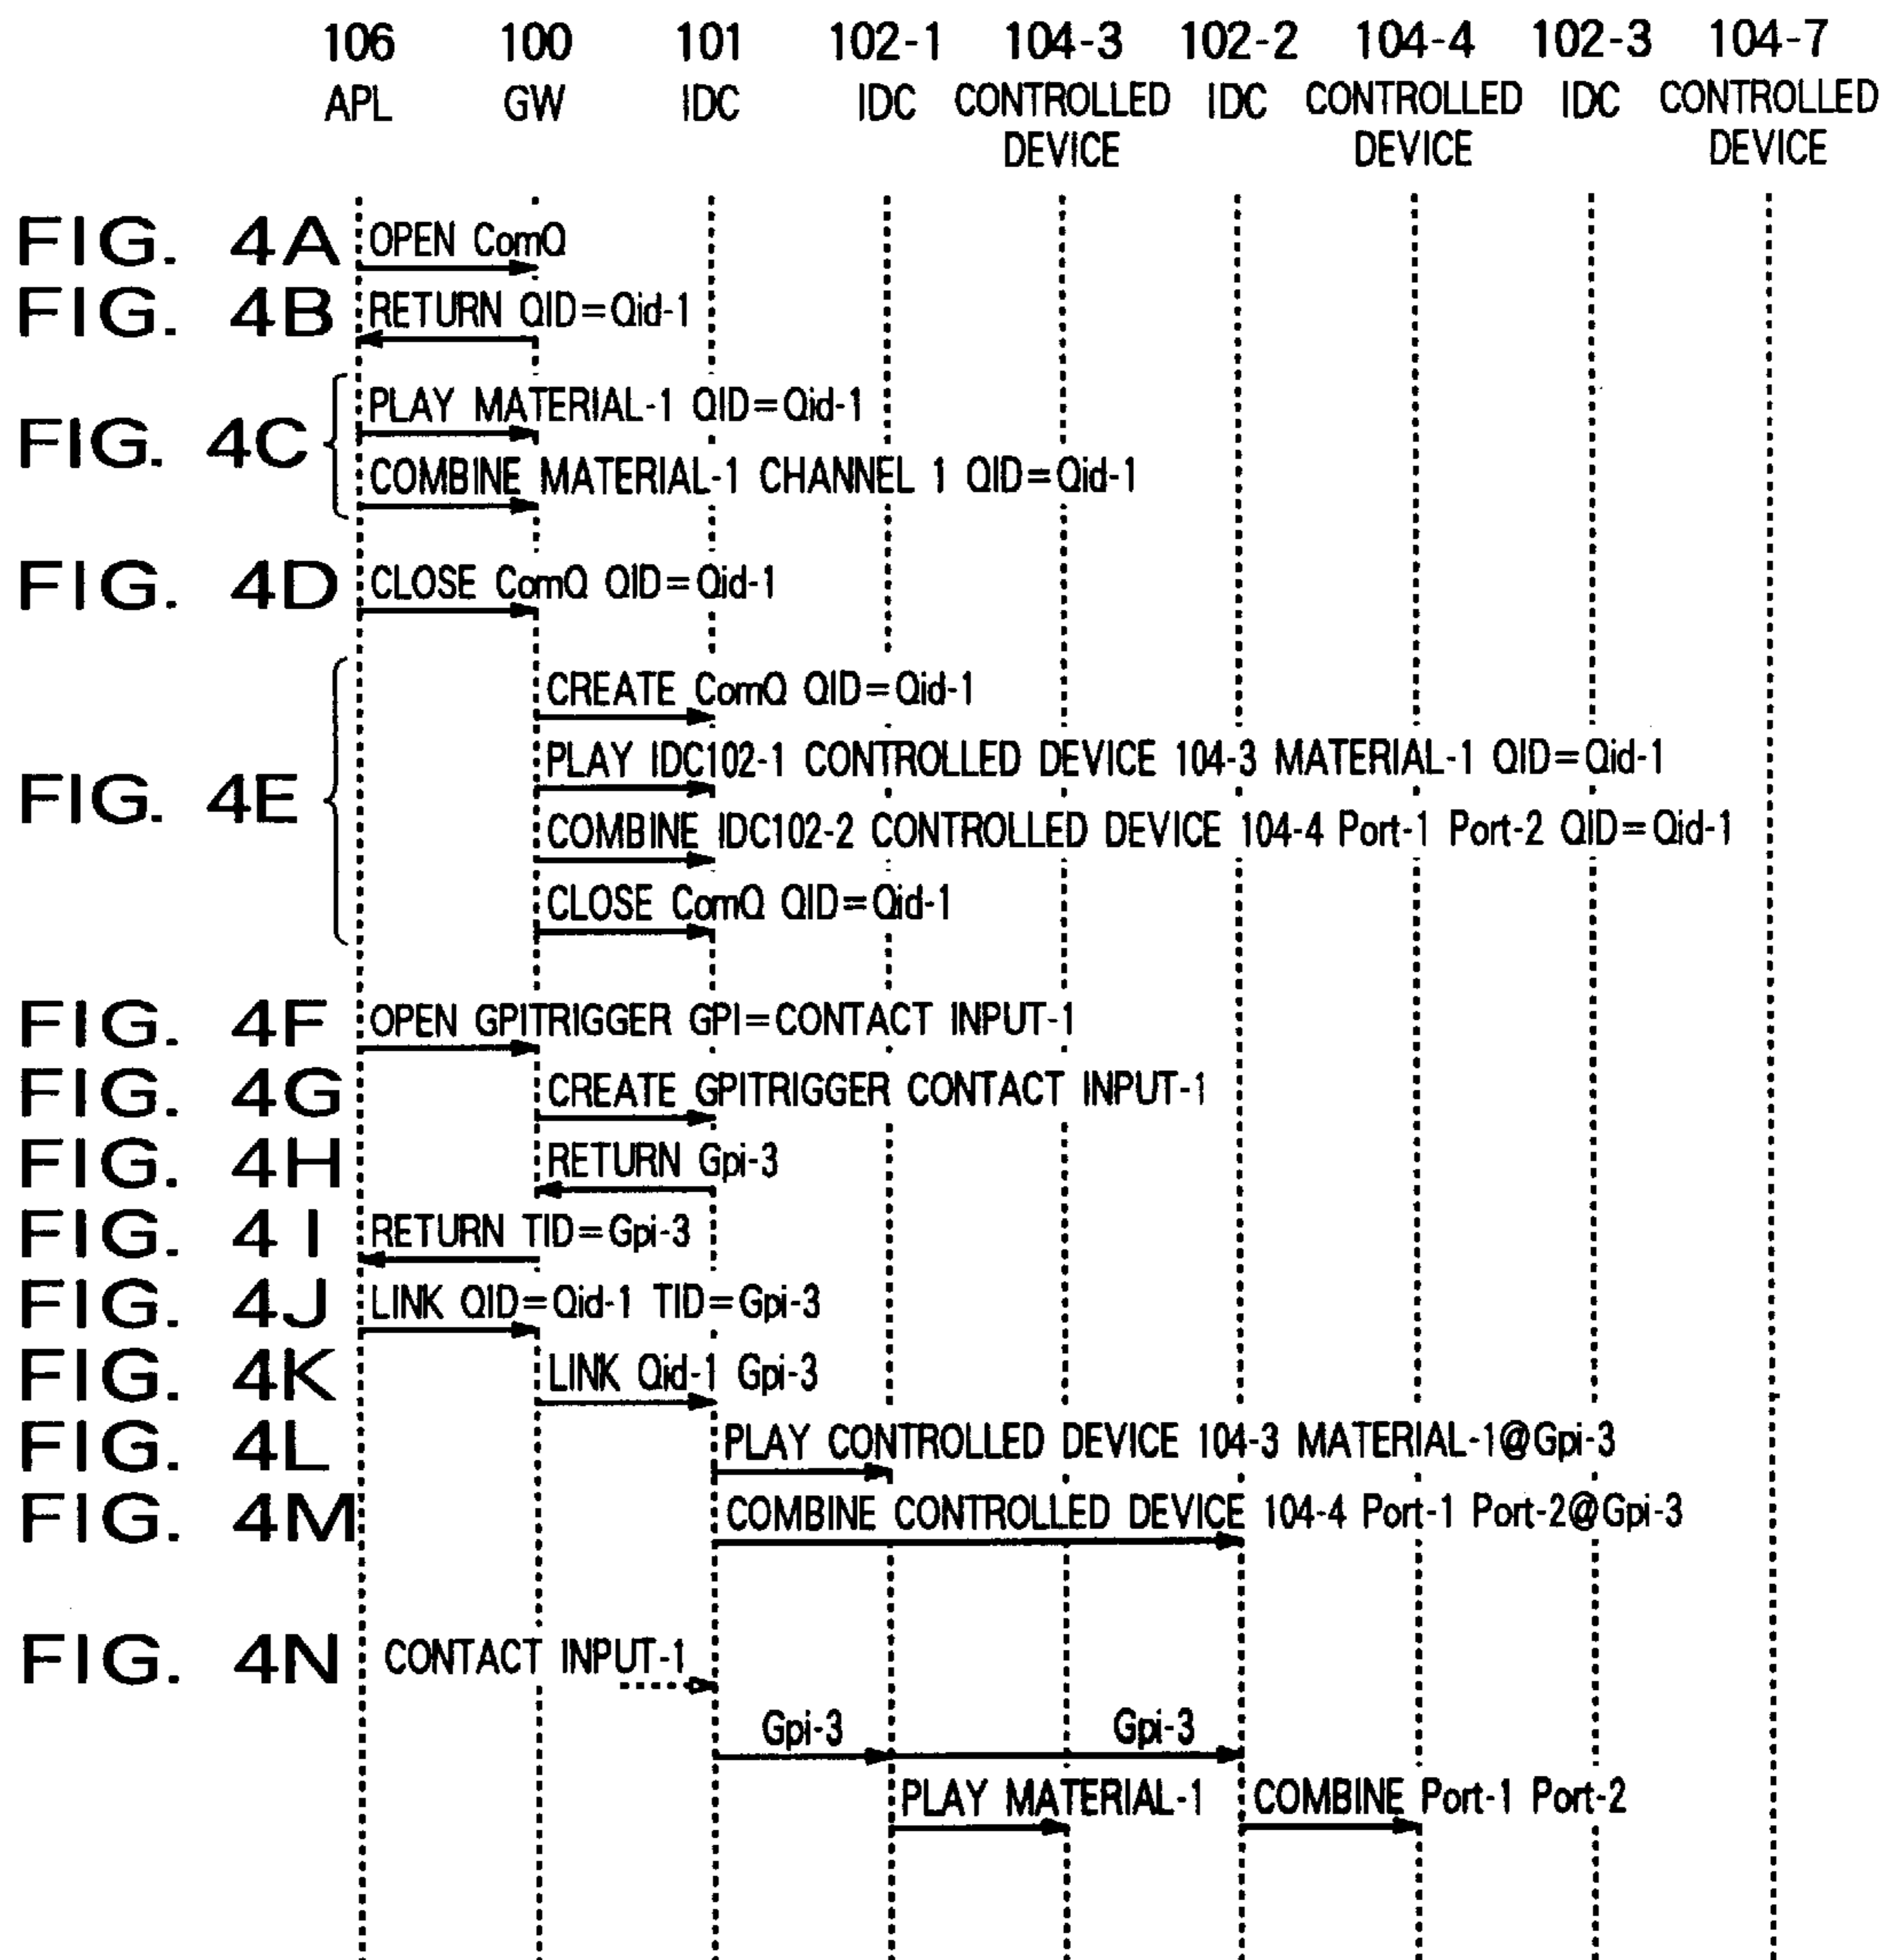 106 100 101 102-1 104-3 102-2 104-4 102-3 104-7
APL GW IDC IDC CONTROLLED DEVICE IDC CONTROLLED DEVICE IDC CONTROLLED DEVICE
FIG. 4A OPEN ComQ
FIG. 4B RETURN QID=Qid-1
FIG. 4C PLAY MATERIAL-1 QID=Qid-1
COMBINE MATERIAL-1 CHANNEL 1 QID=Qid-1
FIG. 4D CLOSE ComQ QID=Qid-1
FIG. 4E CREATE ComQ QID=Qid-1
PLAY IDC102-1 CONTROLLED DEVICE 104-3 MATERIAL-1 QID=Qid-1
COMBINE IDC102-2 CONTROLLED DEVICE 104-4 Port-1 Port-2 QID=Qid-1
CLOSE ComQ QID=Qid-1
FIG. 4F OPEN GPITRIGGER GPI=CONTACT INPUT-1
FIG. 4G CREATE GPITRIGGER CONTACT INPUT-1
FIG. 4H RETURN Gpi-3
FIG. 4I RETURN TID=Gpi-3
FIG. 4J LINK QID=Qid-1 TID=Gpi-3
FIG. 4K LINK Qid-1 Gpi-3
FIG. 4L PLAY CONTROLLED DEVICE 104-3 MATERIAL-1@Gpi-3
FIG. 4M COMBINE CONTROLLED DEVICE 104-4 Port-1 Port-2@Gpi-3
FIG. 4N CONTACT INPUT-1
Gpi-3 Gpi-3
PLAY MATERIAL-1 COMBINE Port-1 Port-2